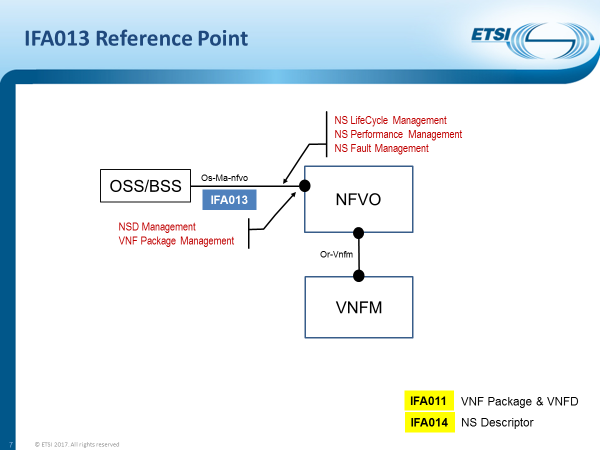 IFA013 Reference Point
ETSI
NS LifeCycle Management
NS Performance Management
NS Fault Management
OSS/BSS
Os-Ma-nfvo
IFA013
NFVO
NSD Management
VNF Package Management
Or-Vnfm
VNFM
IFA011 VNF Package & VNFD
IFA014 NS Descriptor
7 © ETSI 2017. All rights reserved